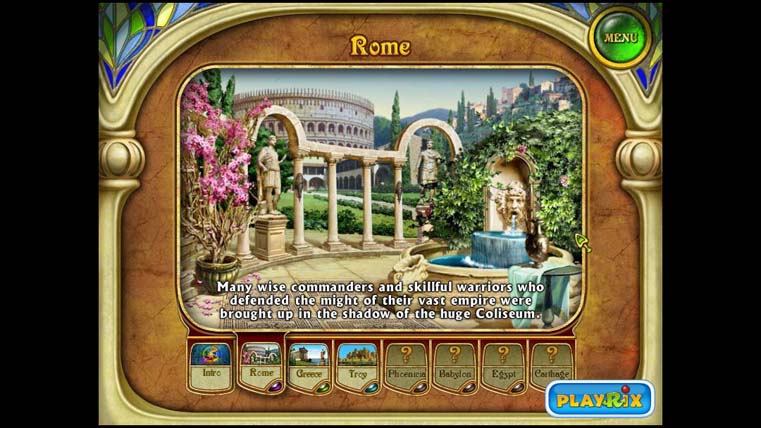 Rome
MENU
Many wise commanders and skillful warriors who
defended the might of their vast empire were
brought up in the shadow of the huge Coliseum.
? ? ? ?
Intro Rome Greece Troy Phoenicia Babylon Egypt Carthage
PLAYRIX